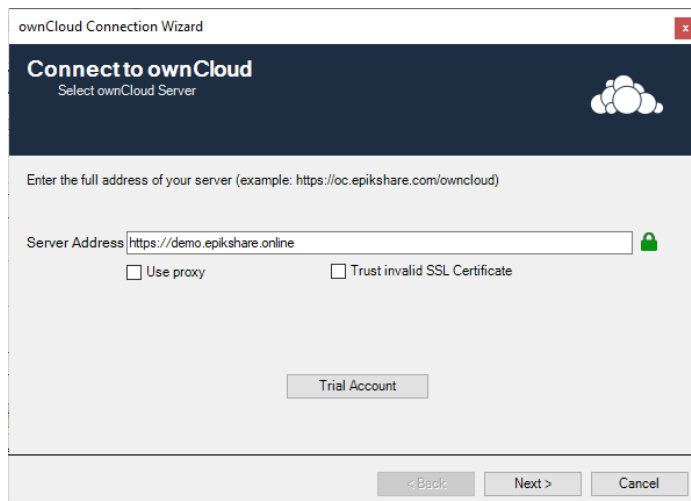 ownCloud Connection Wizard
x
Connect to ownCloud
Select ownCloud Server
Enter the full address of your server (example: https://oc.epikshare.com/owncloud)
Server Address https://demo.epikshare.online
Use proxy Trust invalid SSL Certificate
Trial Account
< Back Next > Cancel